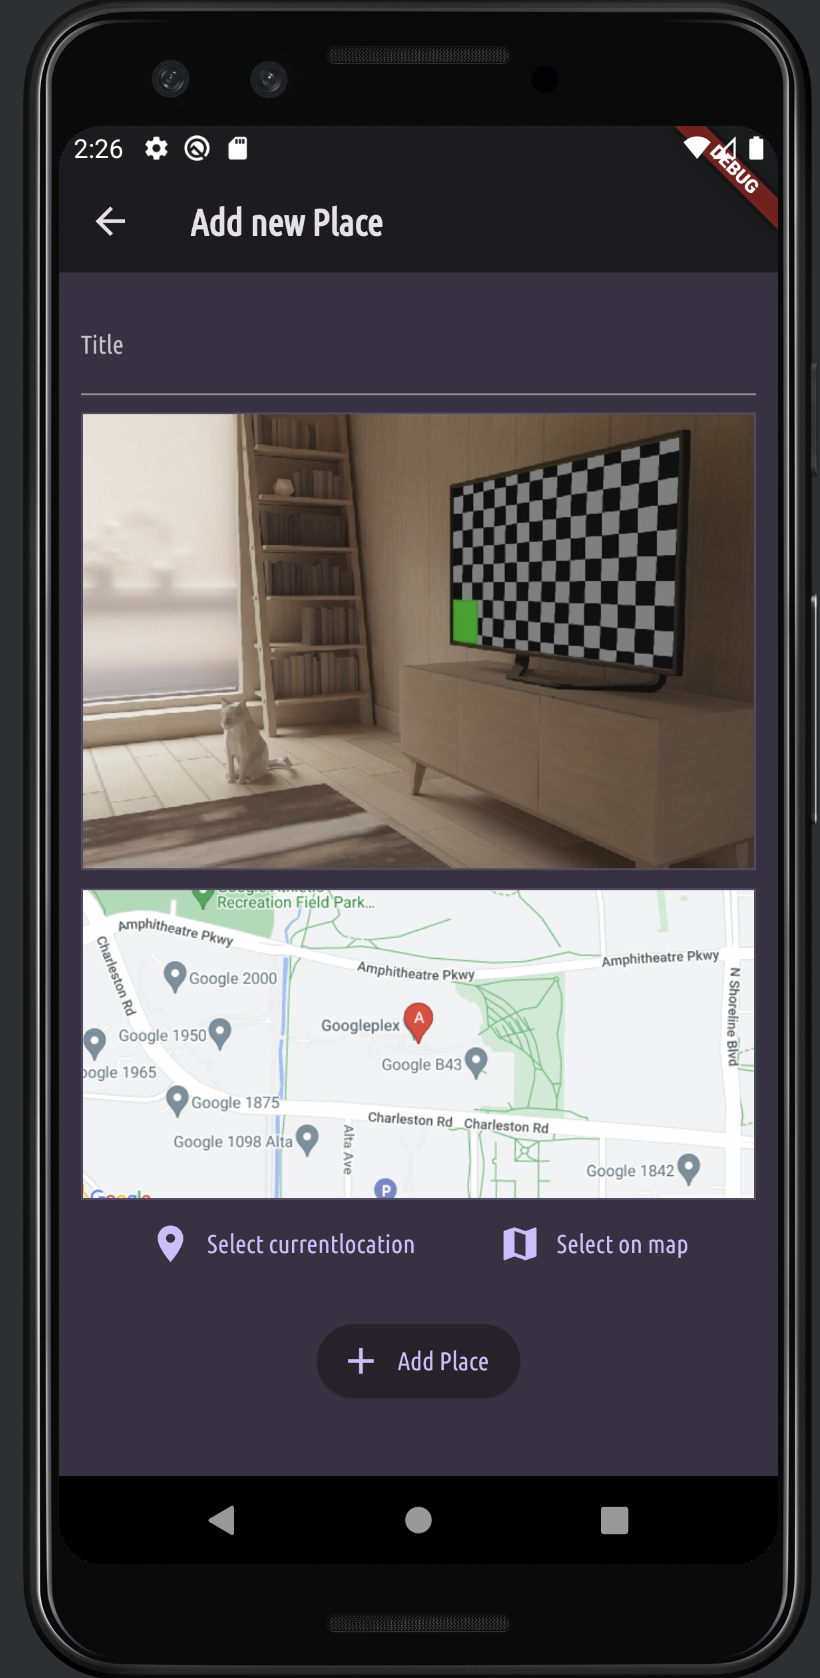 2:26
DEBUG
Add new Place
Title
Recreation Field Park...
Amphitheatre Pkwy
Amphitheatre Pkwy
Amphitheatre Pkwy
Charleston Rd
Google 2000
N Shoreline Blvd
Googleplex
A
Google 1950
Google B43
oogle 1965
Google 1875
Charleston Rd
Charleston Rd
Google 1098 Alta
Alta Ave
Google 1842
P
Google
Select currentlocation
Select on map
Add Place